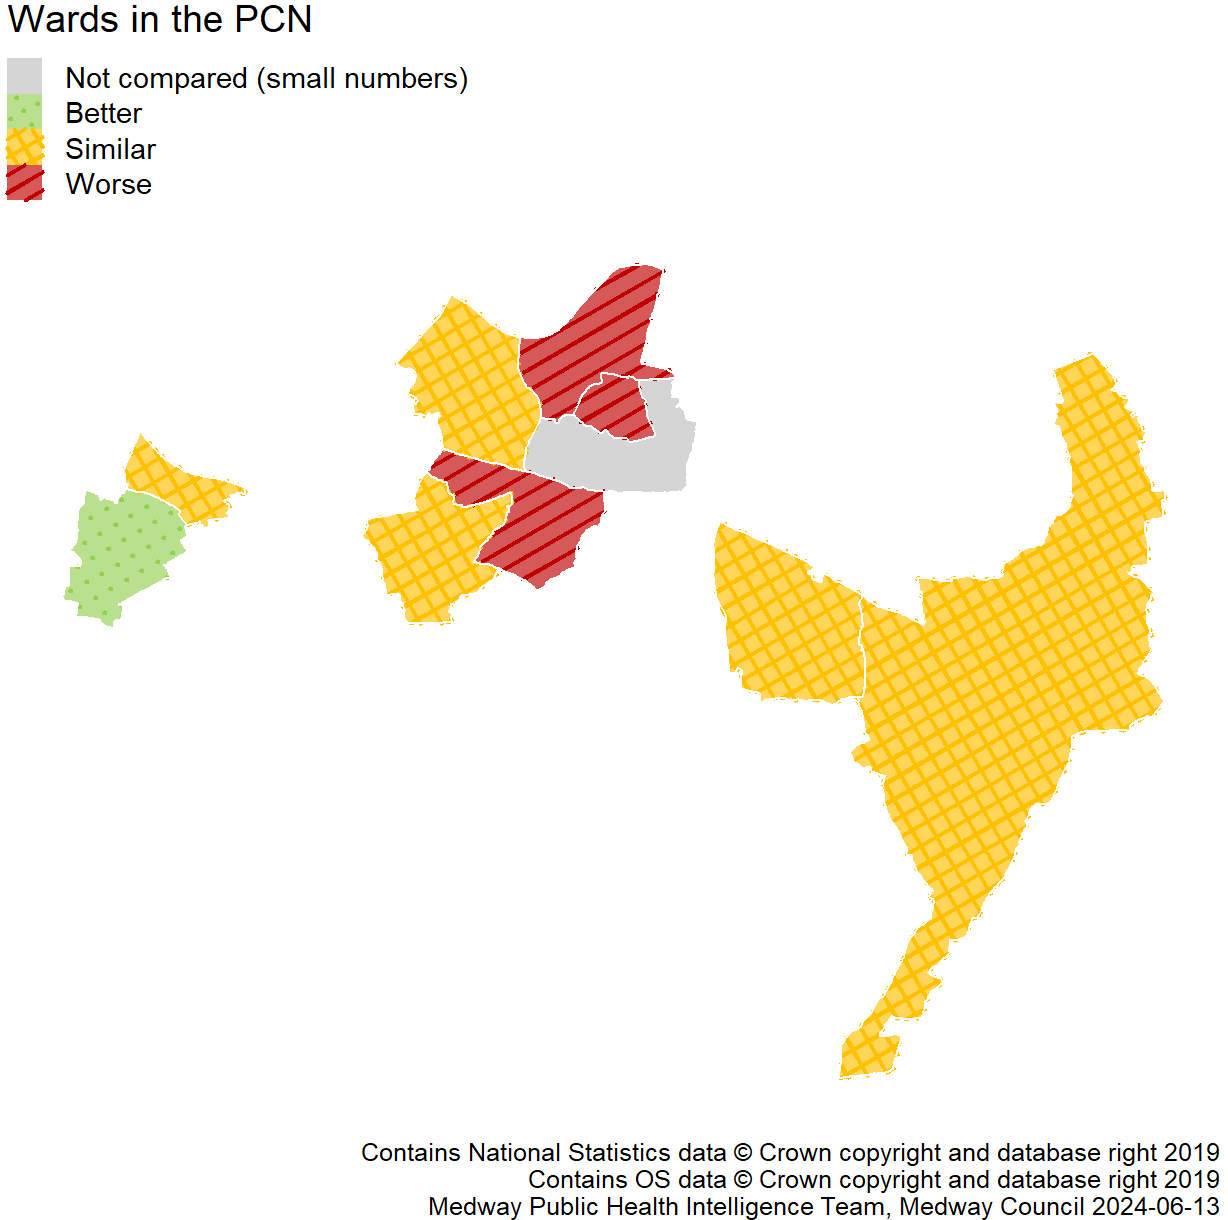 Wards in the PCN
Not compared (small numbers)
Better
Similar
Worse
Contains National Statistics data © Crown copyright and database right 2019
Contains OS data © Crown copyright and database right 2019
Medway Public Health Intelligence Team, Medway Council 2024-06-13